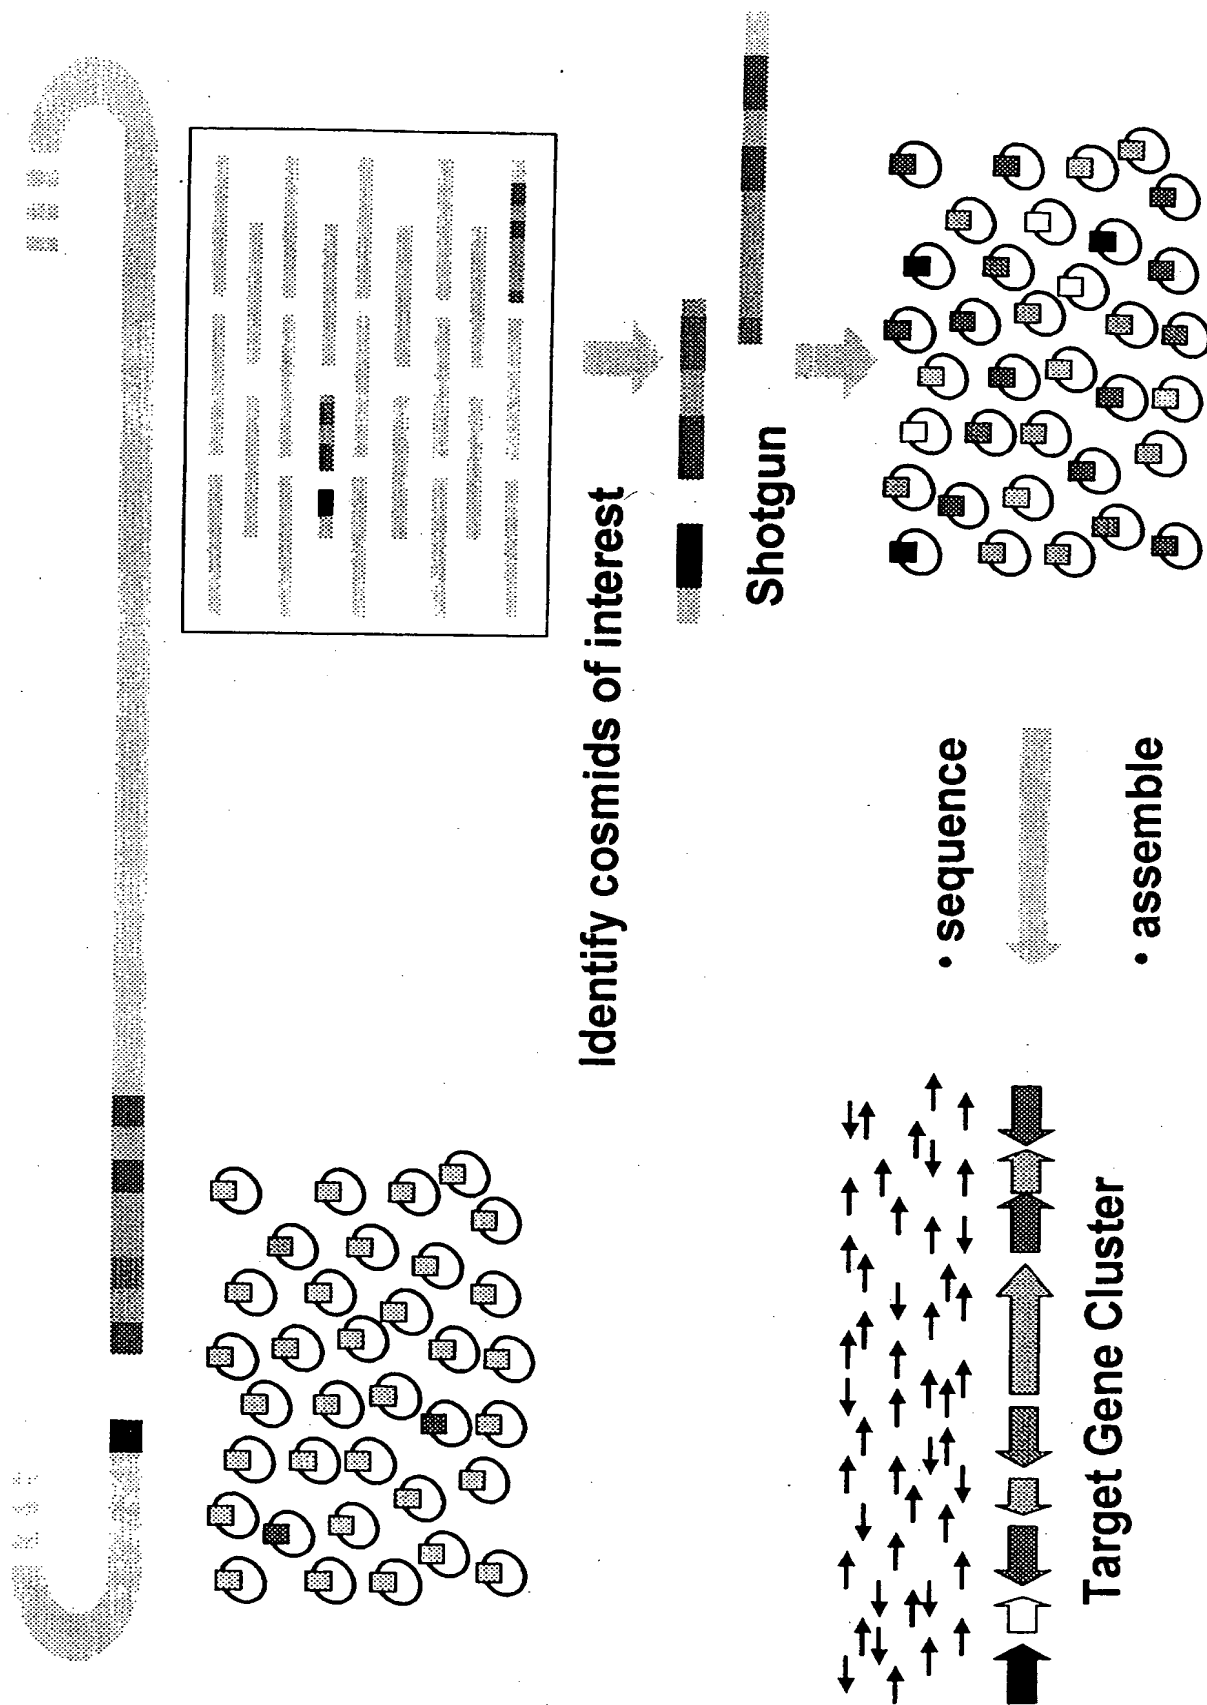 Identify cosmids of interest
Shotgun
• sequence
• assemble
Target Gene Cluster